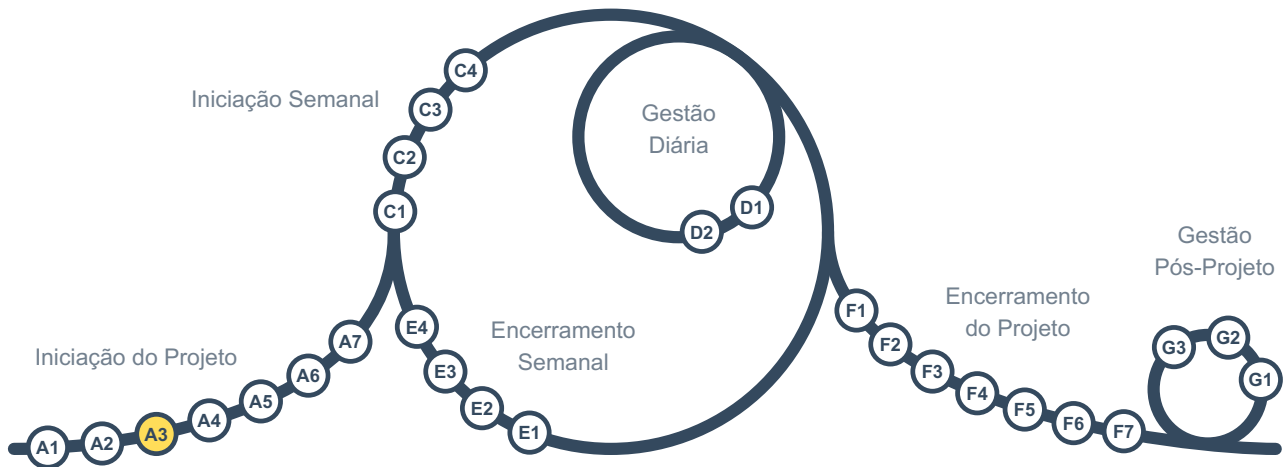 Iniciação do Projeto
A1
A2
A3
A4
A5
A6
A7
Iniciação Semanal
C1
C2
C3
C4
Gestão
Diária
D1
D2
Encerramento
Semanal
E1
E2
E3
E4
Encerramento
do Projeto
F1
F2
F3
F4
F5
F6
F7
Gestão
Pós-Projeto
G1
G2
G3